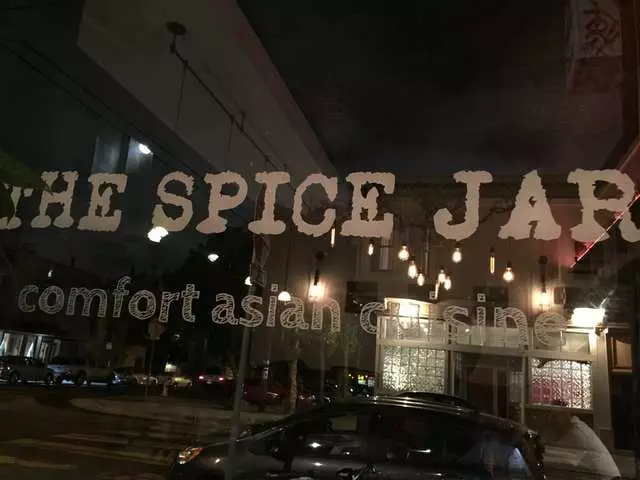 THE SPICE JAR
comfort asian cuisine